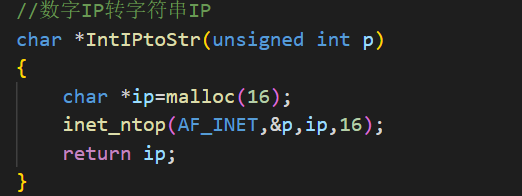 //数字IP转字符串IP
char *IntIPtoStr(unsigned int p)
{
    char *ip=malloc(16);
    inet_ntop(AF_INET,&p,ip,16);
    return ip;
}